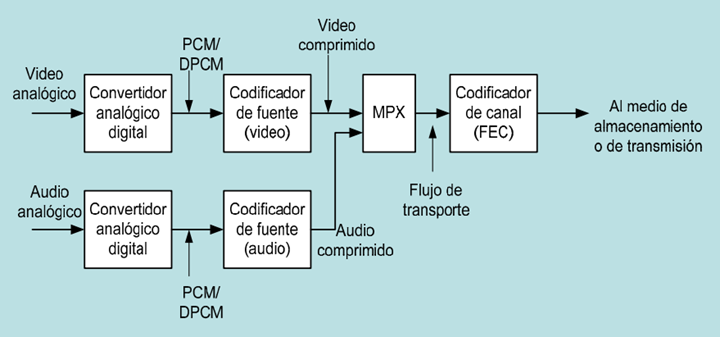 Video
analógico
Convertidor
analógico
digital
PCM/
DPCM
Codificador
de fuente
(video)
Video
comprimido
MPX
Flujo de
transporte
Codificador
de canal
(FEC)
Al medio de
almacenamiento
o de transmisión
Audio
analógico
Convertidor
analógico
digital
PCM/
DPCM
Codificador
de fuente
(audio)
Audio
comprimido